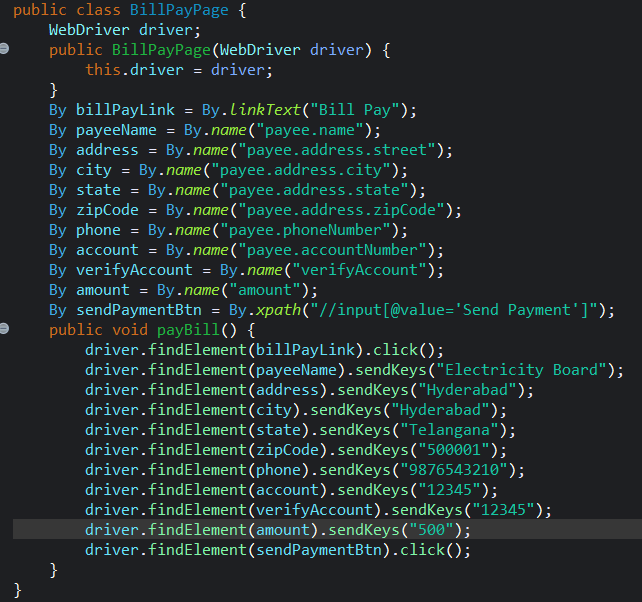 public class BillPayPage {
    WebDriver driver;
    public BillPayPage(WebDriver driver) {
        this.driver = driver;
    }
    By billPayLink = By.linkText("Bill Pay");
    By payeeName = By.name("payee.name");
    By address = By.name("payee.address.street");
    By city = By.name("payee.address.city");
    By state = By.name("payee.address.state");
    By zipCode = By.name("payee.address.zipCode");
    By phone = By.name("payee.phoneNumber");
    By account = By.name("payee.accountNumber");
    By verifyAccount = By.name("verifyAccount");
    By amount = By.name("amount");
    By sendPaymentBtn = By.xpath("//input[@value='Send Payment']");
    public void payBill() {
        driver.findElement(billPayLink).click();
        driver.findElement(payeeName).sendKeys("Electricity Board");
        driver.findElement(address).sendKeys("Hyderabad");
        driver.findElement(city).sendKeys("Hyderabad");
        driver.findElement(state).sendKeys("Telangana");
        driver.findElement(zipCode).sendKeys("500001");
        driver.findElement(phone).sendKeys("9876543210");
        driver.findElement(account).sendKeys("12345");
        driver.findElement(verifyAccount).sendKeys("12345");
        driver.findElement(amount).sendKeys("500");
        driver.findElement(sendPaymentBtn).click();
    }
}